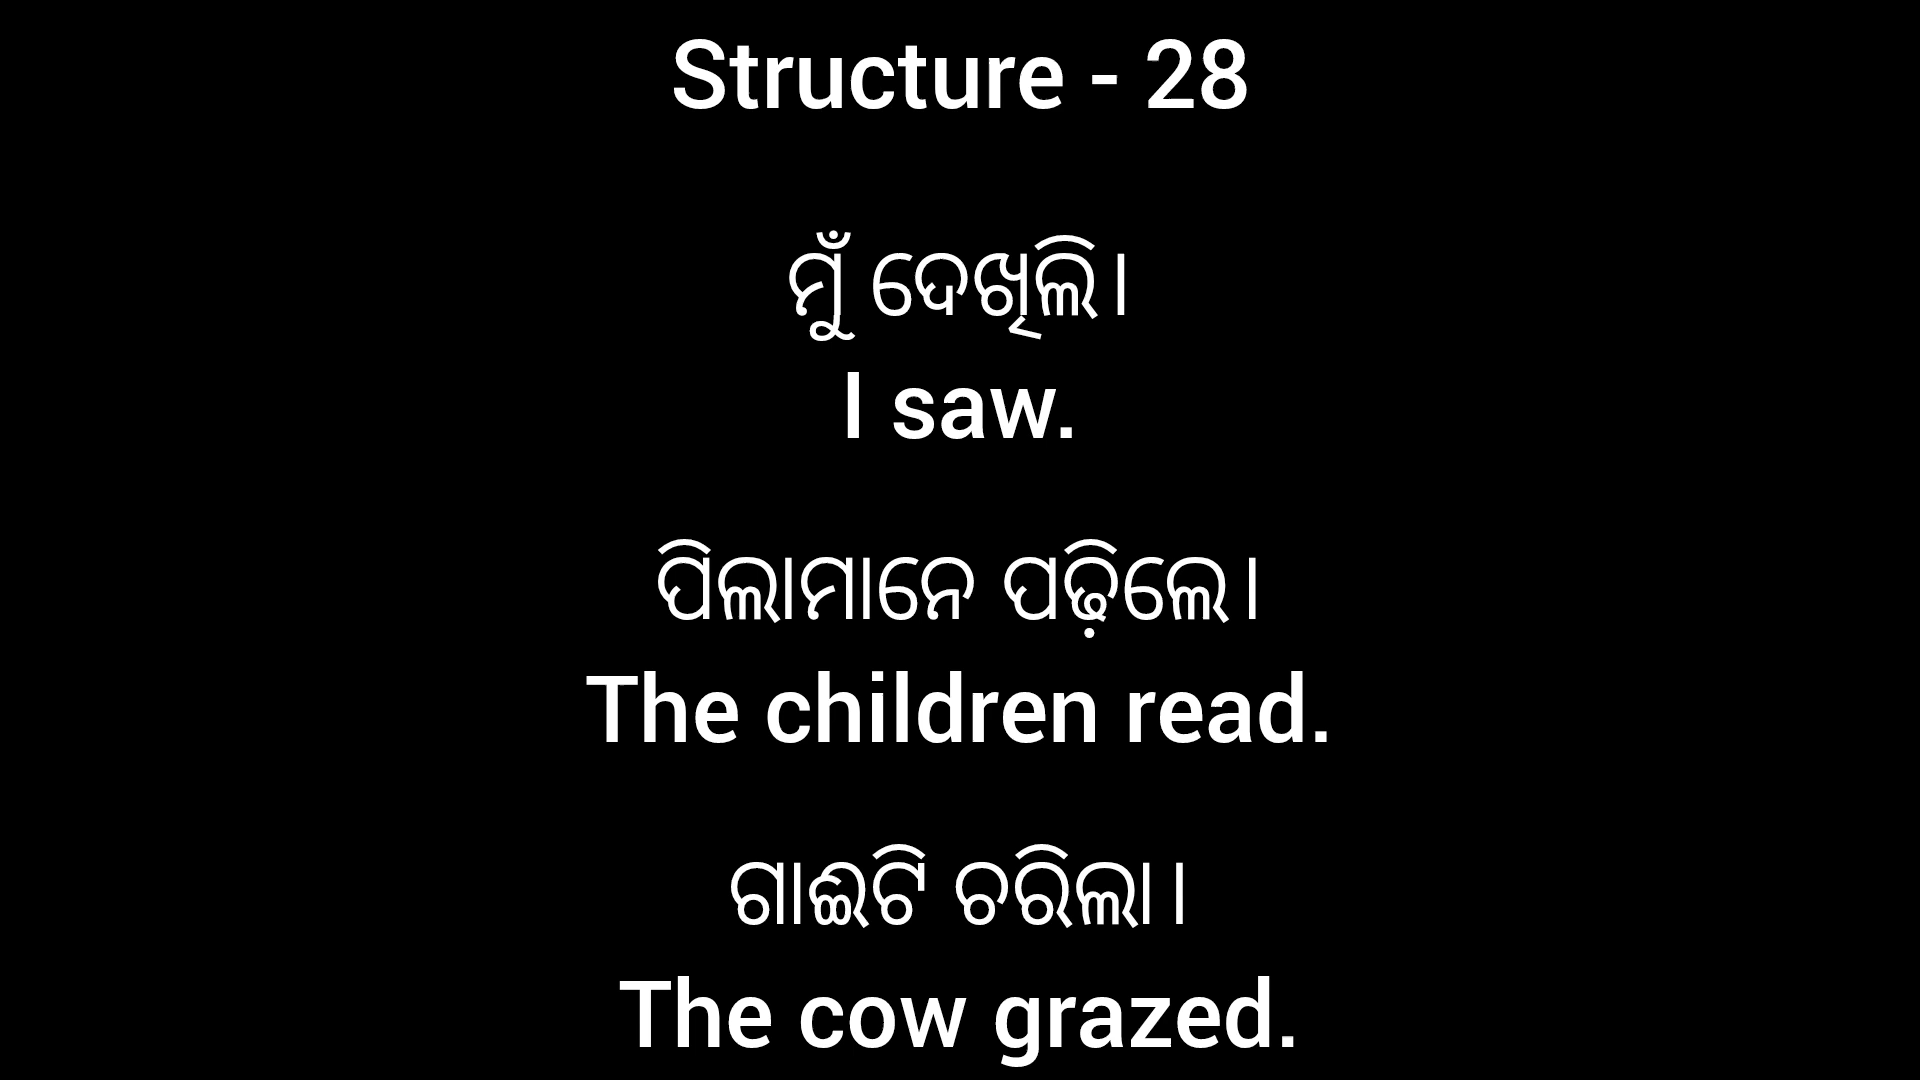 Structure - 28
ମୁଁ ଦେଖିଲି।
I saw.
ପିଲାମାନେ ପଢ଼ିଲେ।
The children read.
ଗାଈଟି ଚରିଲା।
The cow grazed.